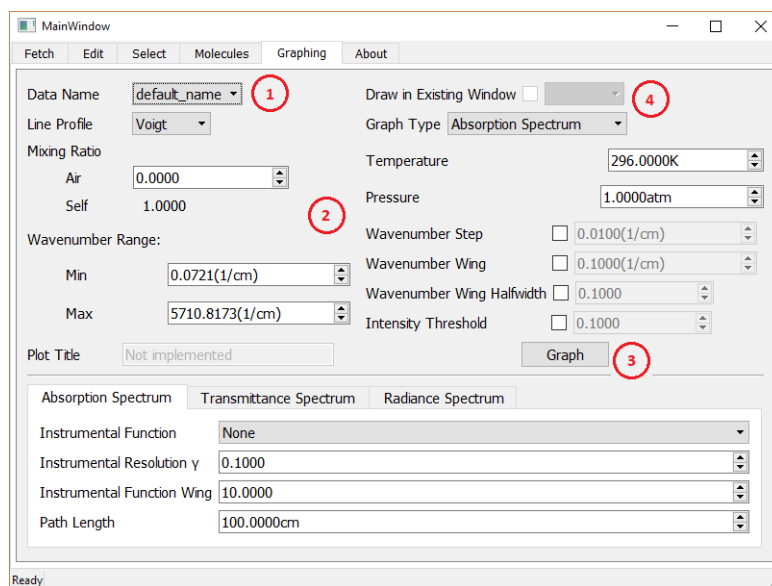 MainWindow
Fetch Edit Select Molecules Graphing About
Data Name default_name 1
Line Profile Voigt
Mixing Ratio
Air 0.0000
Self 1.0000
2
Wavenumber Range:
Min 0.0721(1/cm)
Max 5710.8173(1/cm)
Plot Title Not implemented
Draw in Existing Window 4
Graph Type Absorption Spectrum
Temperature 296.0000K
Pressure 1.0000atm
Wavenumber Step 0.0100(1/cm)
Wavenumber Wing 0.1000(1/cm)
Wavenumber Wing Halfwidth 0.1000
Intensity Threshold 0.1000
Graph 3
Absorption Spectrum Transmittance Spectrum Radiance Spectrum
Instrumental Function None
Instrumental Resolution γ 0.1000
Instrumental Function Wing 10.0000
Path Length 100.0000cm
Ready